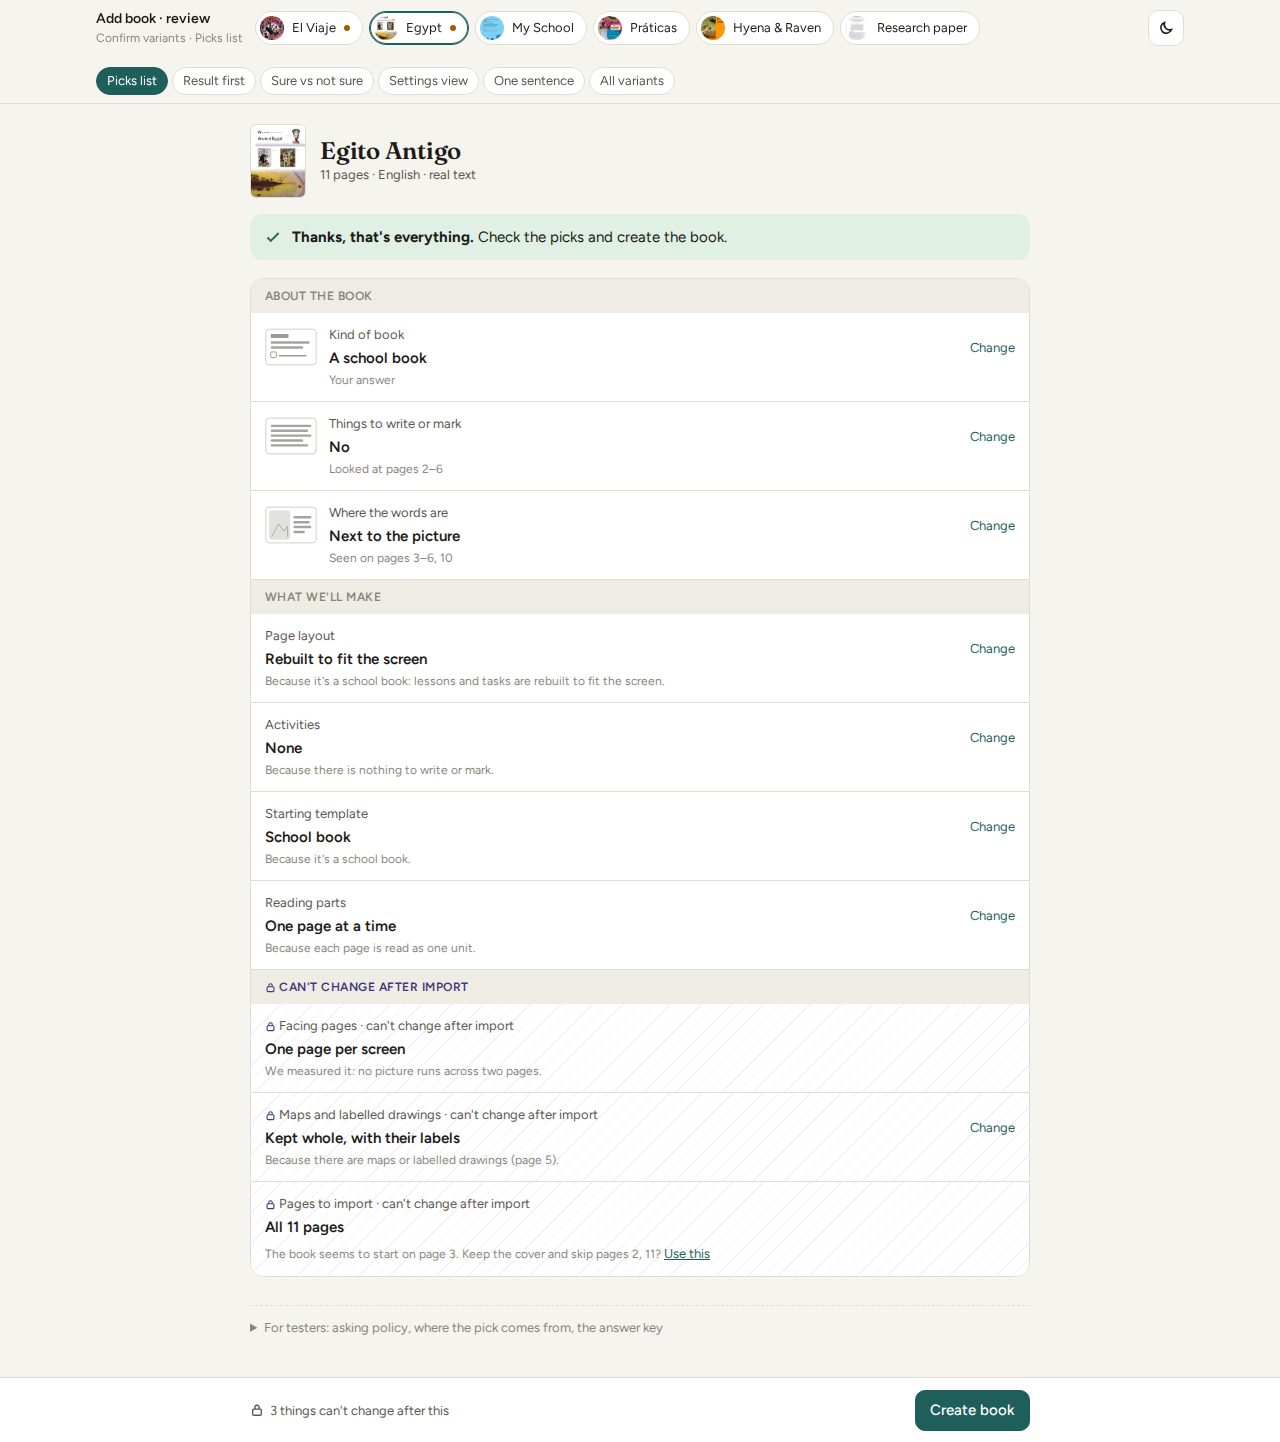 Add book · review
Confirm variants · Picks list
El Viaje
Egypt
My School
Práticas
Hyena & Raven
Research paper
Picks list
Result first
Sure vs not sure
Settings view
One sentence
All variants
Egito Antigo
11 pages · English · real text
Thanks, that's everything. Check the picks and create the book.
ABOUT THE BOOK
Kind of book
A school book
Your answer
Change
Things to write or mark
No
Looked at pages 2–6
Change
Where the words are
Next to the picture
Seen on pages 3–6, 10
Change
WHAT WE'LL MAKE
Page layout
Rebuilt to fit the screen
Because it's a school book: lessons and tasks are rebuilt to fit the screen.
Change
Activities
None
Because there is nothing to write or mark.
Change
Starting template
School book
Because it's a school book.
Change
Reading parts
One page at a time
Because each page is read as one unit.
Change
CAN'T CHANGE AFTER IMPORT
Facing pages · can't change after import
One page per screen
We measured it: no picture runs across two pages.
Maps and labelled drawings · can't change after import
Kept whole, with their labels
Because there are maps or labelled drawings (page 5).
Change
Pages to import · can't change after import
All 11 pages
The book seems to start on page 3. Keep the cover and skip pages 2, 11? Use this
For testers: asking policy, where the pick comes from, the answer key
3 things can't change after this
Create book